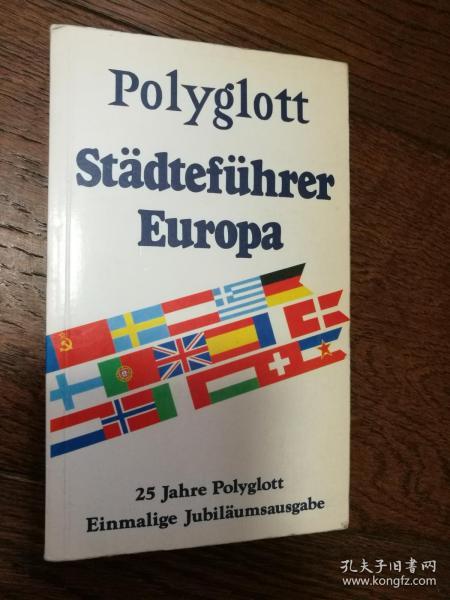 Polyglott
Städteführer
Europa
25 Jahre Polyglott
Einmalige Jubiläumsausgabe
孔夫子旧书网
www.kongfz.com